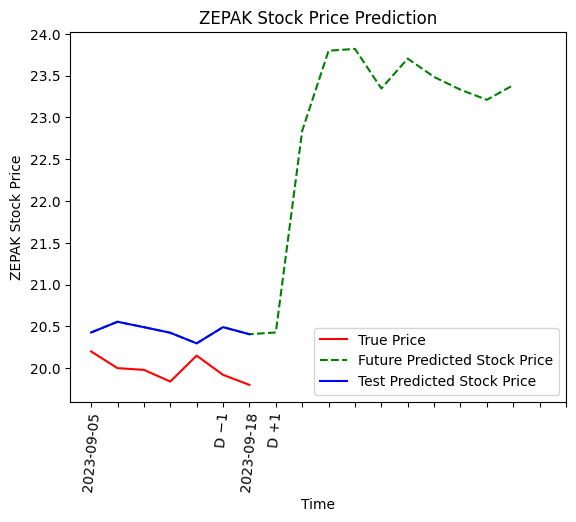 ZEPAK Stock Price Prediction
ZEPAK Stock Price
24.0
23.5
23.0
22.5
22.0
21.5
21.0
20.5
20.0
True Price
Future Predicted Stock Price
Test Predicted Stock Price
2023-09-05
D −1
2023-09-18
D +1
Time